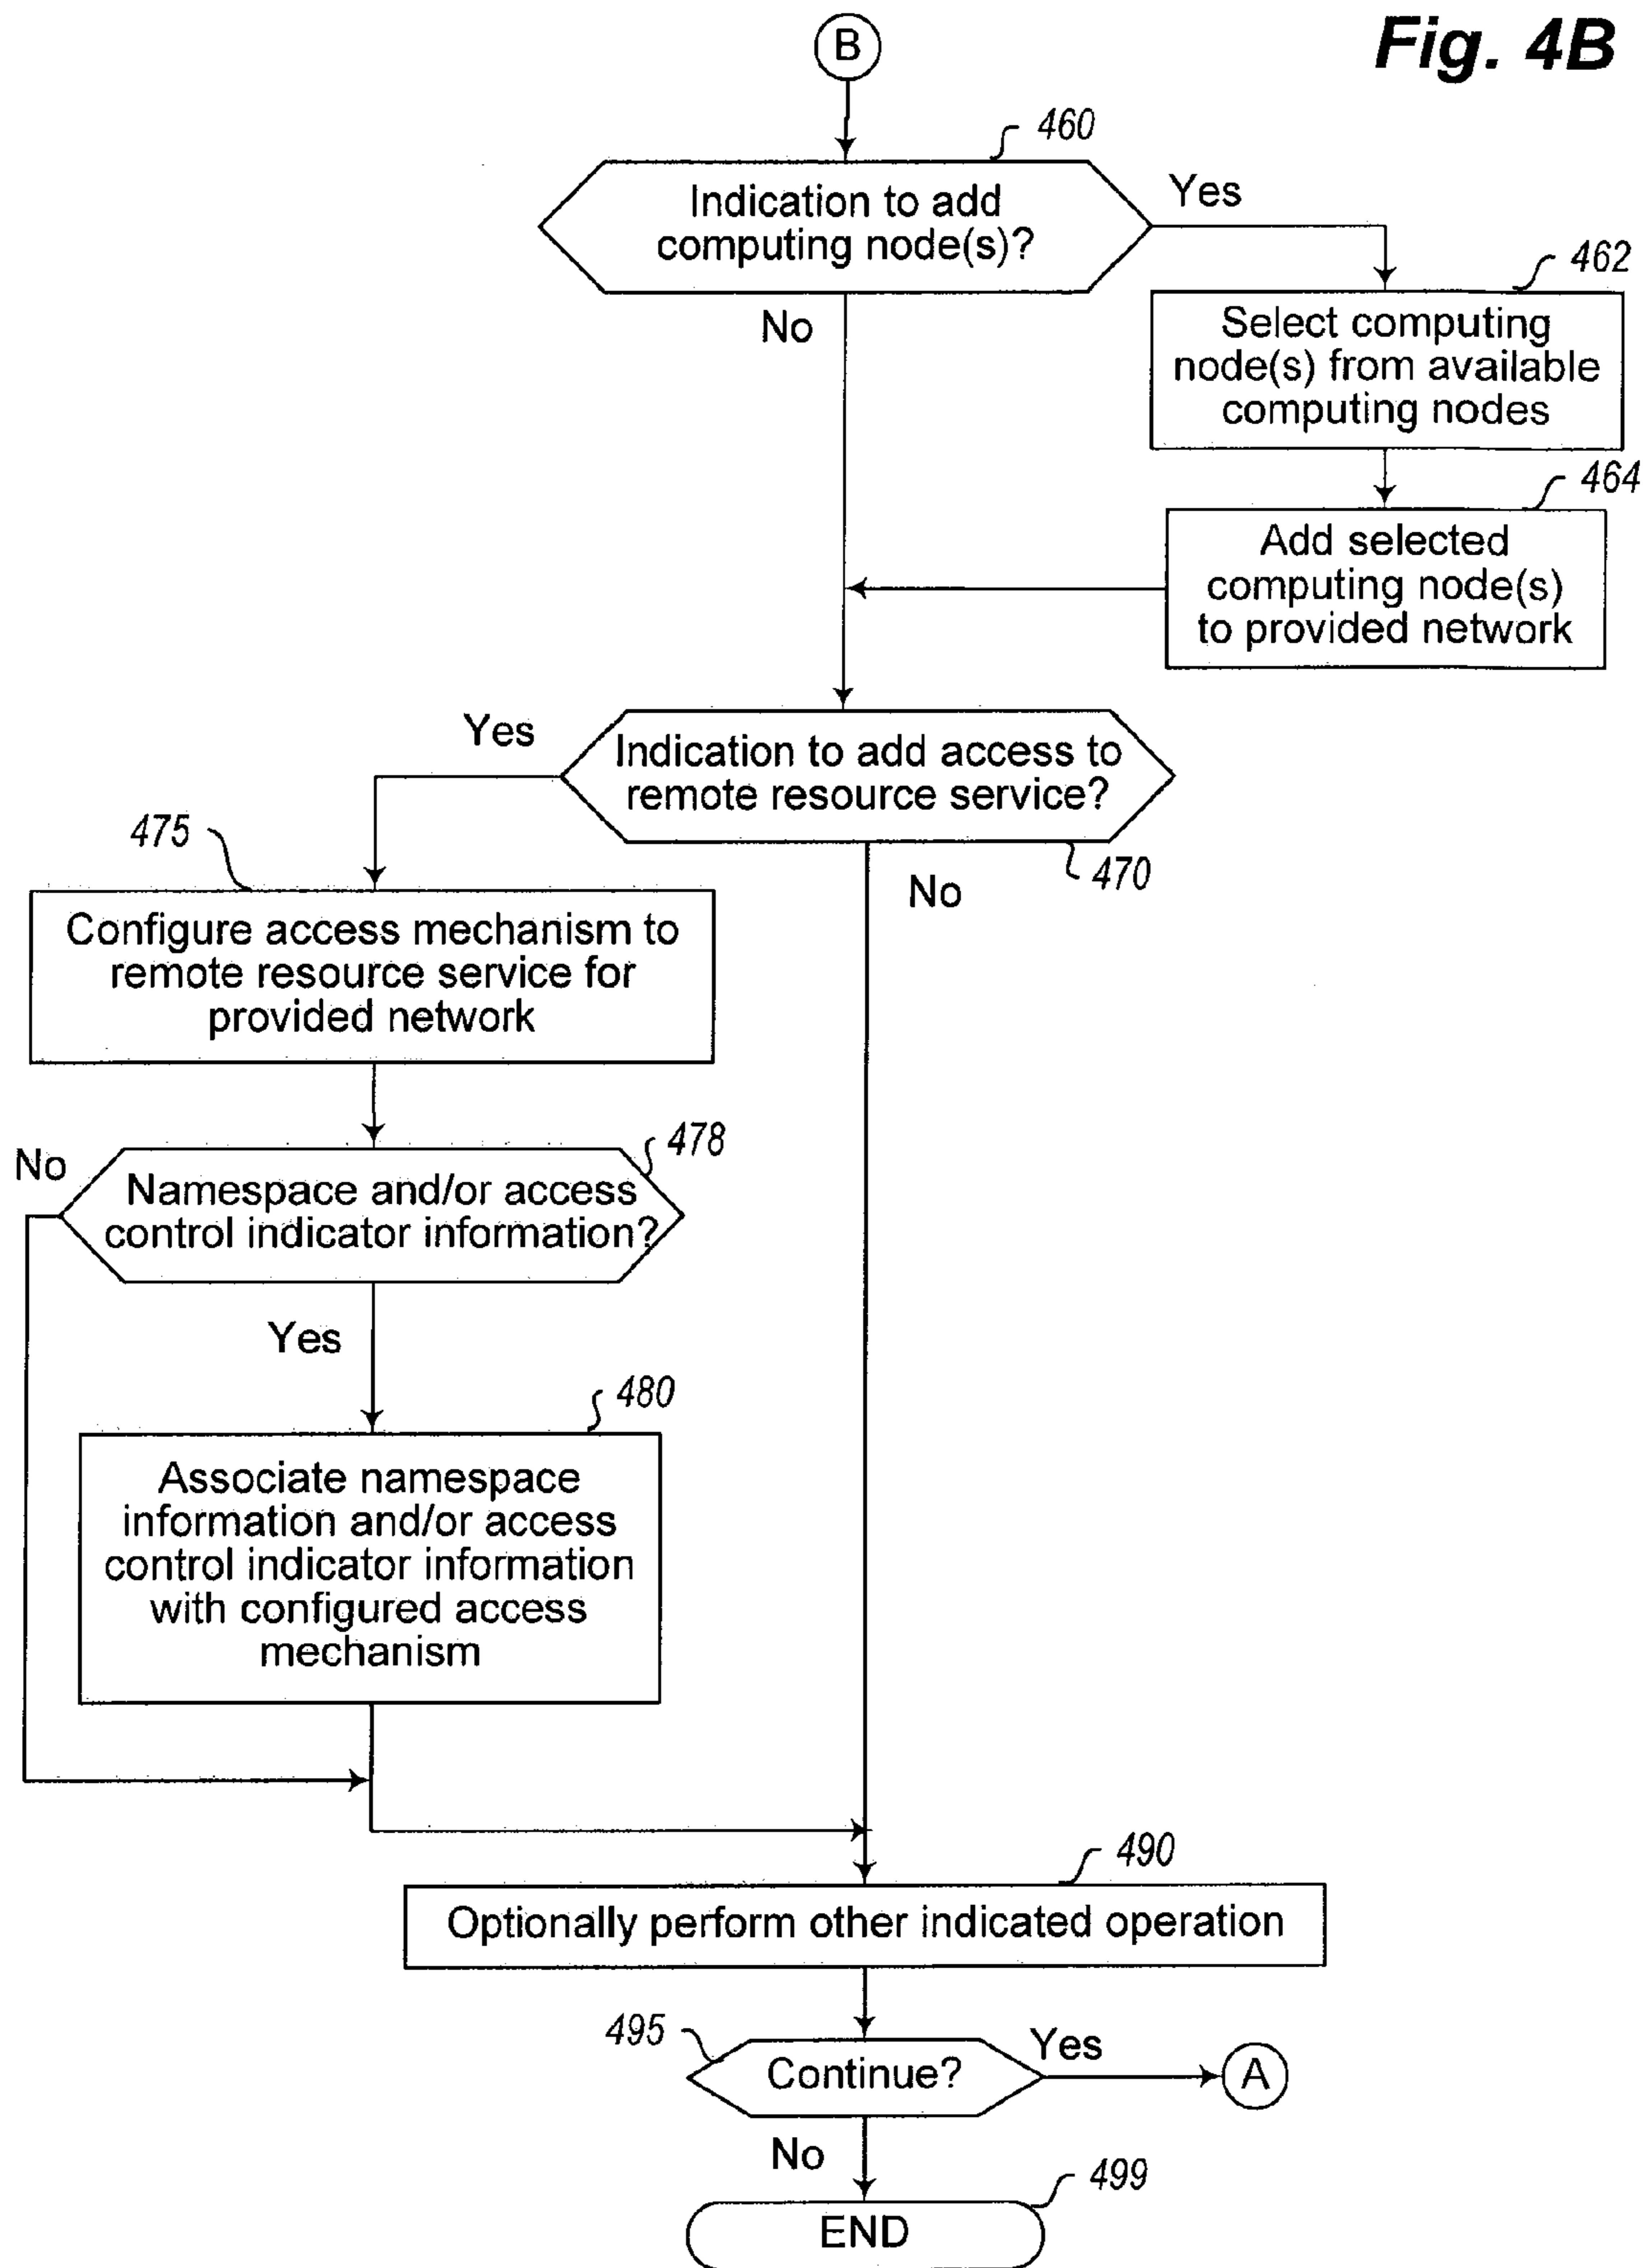 Fig. 4B
B
460
Indication to add
computing node(s)?
Yes
No
462
Select computing
node(s) from available
computing nodes
464
Add selected
computing node(s)
to provided network
Yes
Indication to add access to
remote resource service?
470
No
475
Configure access mechanism to
remote resource service for
provided network
478
No
Namespace and/or access
control indicator information?
Yes
480
Associate namespace
information and/or access
control indicator information
with configured access
mechanism
490
Optionally perform other indicated operation
495
Continue?
Yes
A
No
499
END